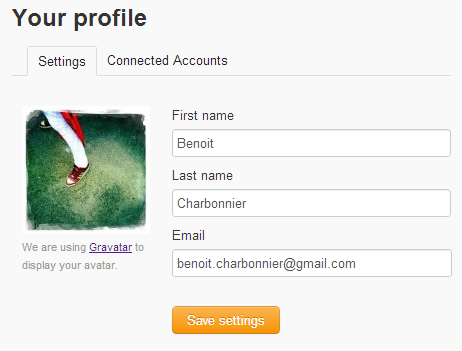 Your profile
Settings
Connected Accounts
First name
Benoit
Last name
Charbonnier
Email
benoit.charbonnier@gmail.com
We are using Gravatar to
display your avatar.
Save settings